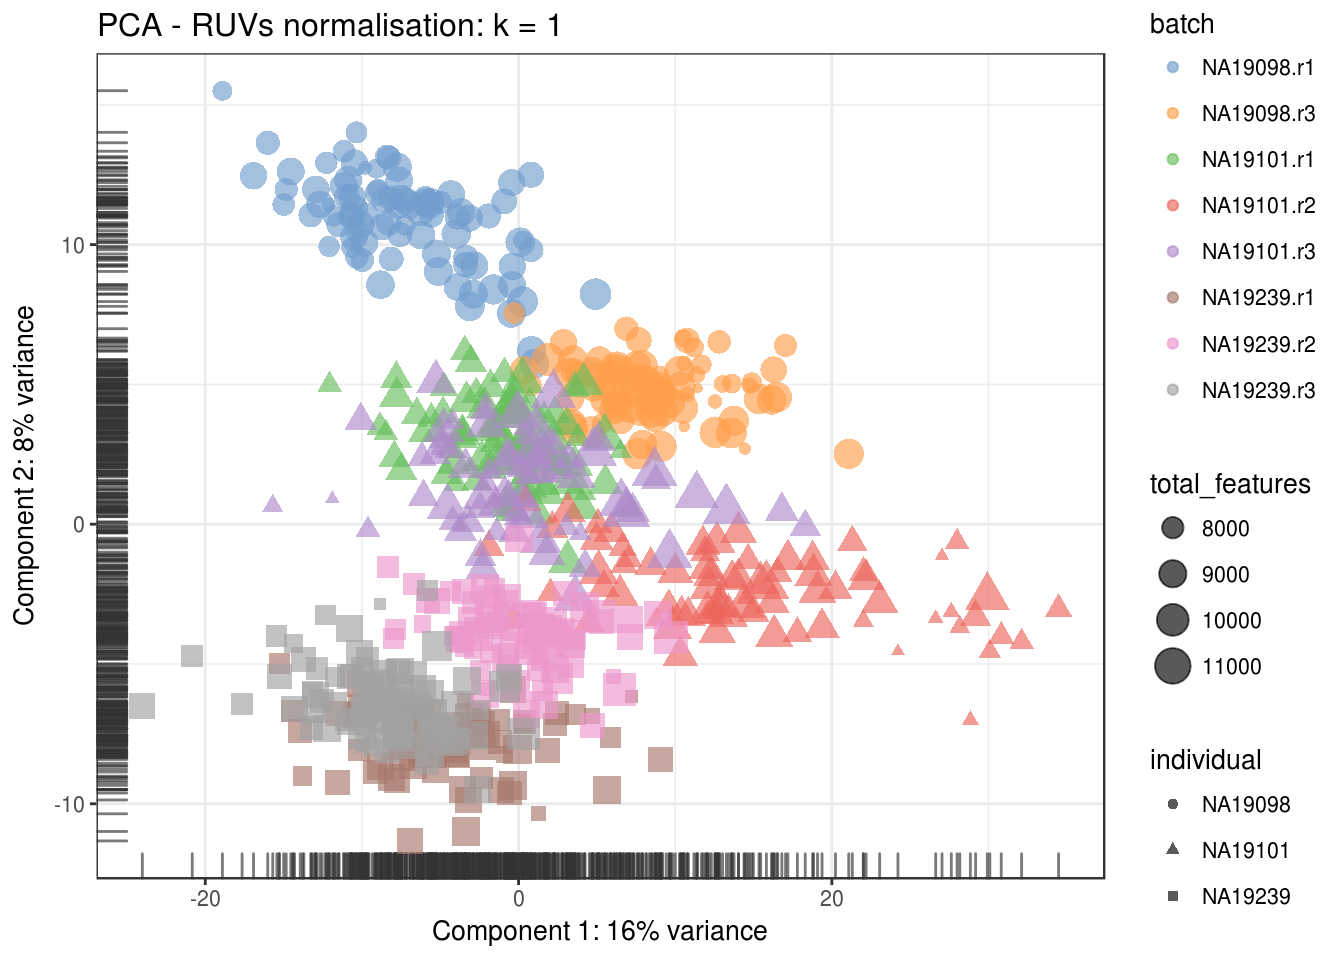 PCA - RUVs normalisation: k = 1
Component 2: 8% variance
10
0
-10
-20
0
20
Component 1: 16% variance
batch
NA19098.r1
NA19098.r3
NA19101.r1
NA19101.r2
NA19101.r3
NA19239.r1
NA19239.r2
NA19239.r3
total_features
8000
9000
10000
11000
individual
NA19098
NA19101
NA19239